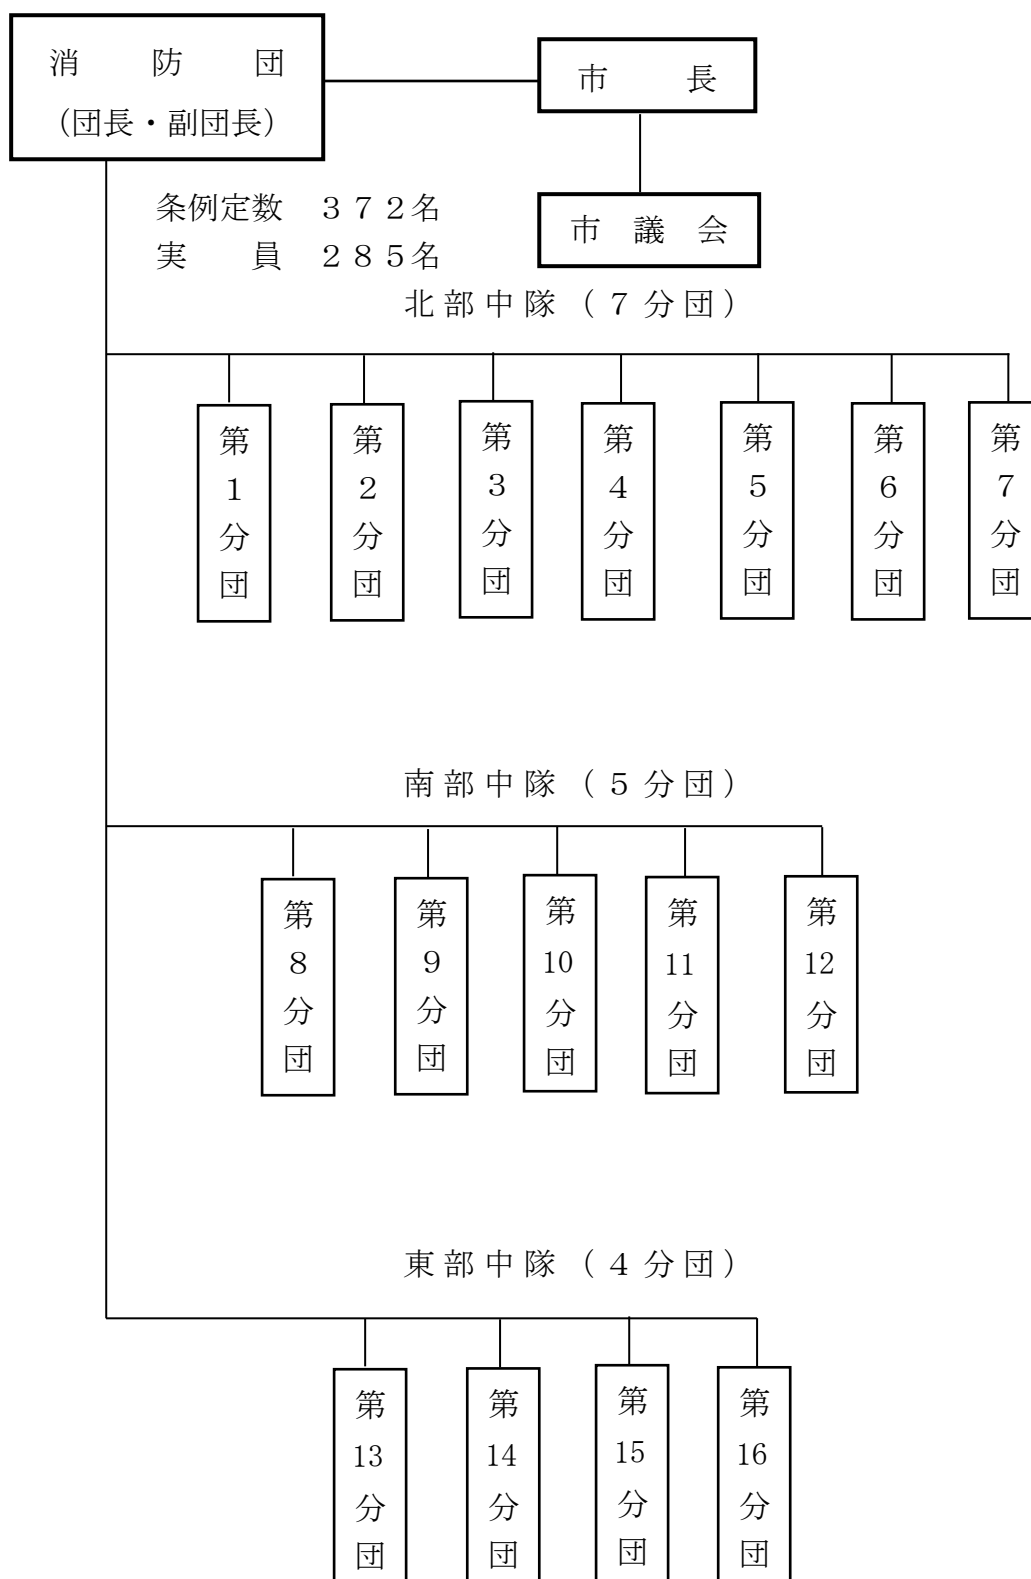 消防団
（団長・副団長）
市長
条例定数　３７２名
実員　２８５名
市議会
北部中隊（７分団）
第１分団
第２分団
第３分団
第４分団
第５分団
第６分団
第７分団
南部中隊（５分団）
第８分団
第９分団
第10分団
第11分団
第12分団
東部中隊（４分団）
第13分団
第14分団
第15分団
第16分団